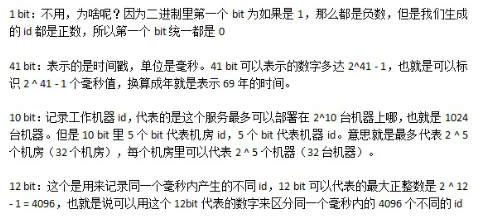 1 bit：不用，为啥呢？因为二进制里第一个 bit 为如果是 1，那么都是负数，但是我们生成
的 id 都是正数，所以第一个 bit 统一都是 0
41 bit：表示的是时间戳，单位是毫秒。41 bit 可以表示的数字多达 2^41 - 1，也就是可以标
识 2 ^ 41 - 1 个毫秒值，换算成年就是表示 69 年的时间。
10 bit：记录工作机器 id，代表的是这个服务最多可以部署在 2^10 台机器上哪，也就是 1024
台机器。但是 10 bit 里 5 个 bit 代表机房 id，5 个 bit 代表机器 id。意思就是最多代表 2 ^ 5
个机房（32 个机房），每个机房里可以代表 2 ^ 5 个机器（32 台机器）。
12 bit：这个是用来记录同一个毫秒内产生的不同 id，12 bit 可以代表的最大正整数是 2 ^ 12
- 1 = 4096，也就是说可以用这个 12bit 代表的数字来区分同一个毫秒内的 4096 个不同的 id